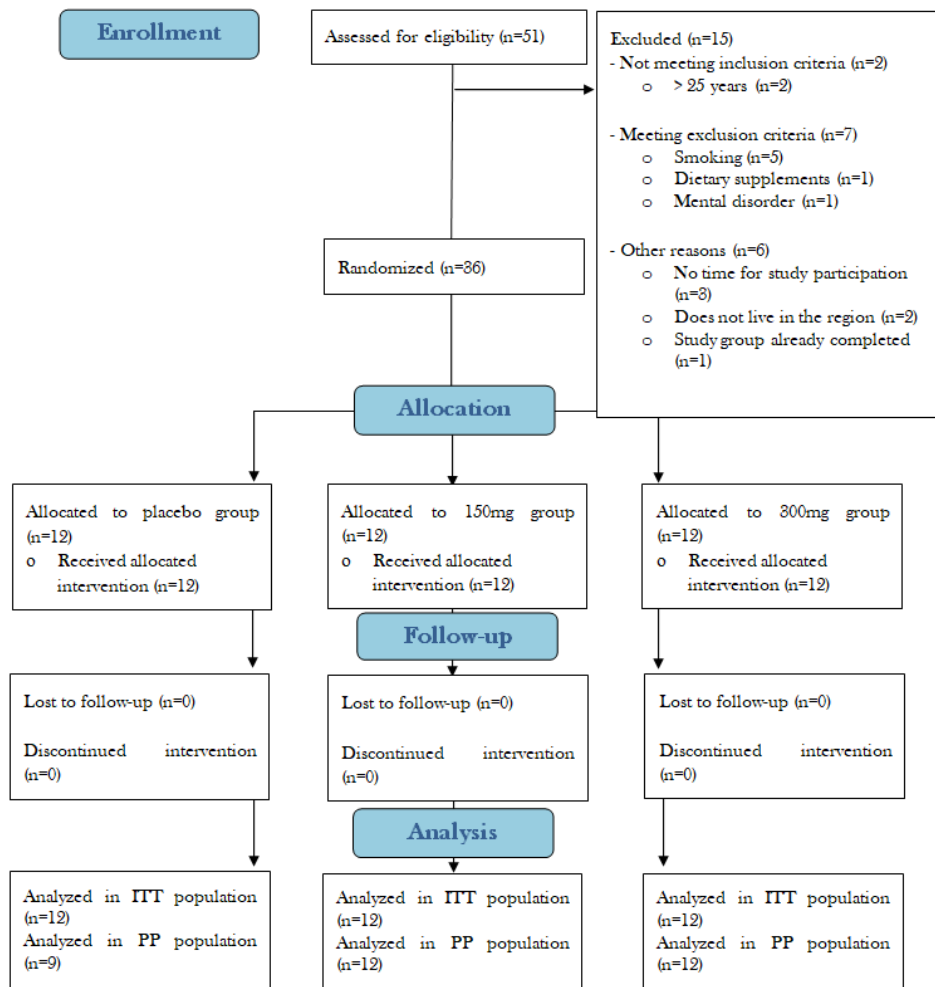 Enrollment
Assessed for eligibility (n=51)
Excluded (n=15)
- Not meeting inclusion criteria (n=2)
o > 25 years (n=2)
- Meeting exclusion criteria (n=7)
o Smoking (n=5)
o Dietary supplements (n=1)
o Mental disorder (n=1)
- Other reasons (n=6)
o No time for study participation
(n=3)
o Does not live in the region (n=2)
o Study group already completed
(n=1)
Randomized (n=36)
Allocation
Allocated to placebo group
(n=12)
o Received allocated
intervention (n=12)
Allocated to 150mg group
(n=12)
o Received allocated
intervention (n=12)
Allocated to 300mg group
(n=12)
o Received allocated
intervention (n=12)
Follow-up
Lost to follow-up (n=0)
Discontinued intervention
(n=0)
Lost to follow-up (n=0)
Discontinued intervention
(n=0)
Lost to follow-up (n=0)
Discontinued intervention
(n=0)
Analysis
Analyzed in ITT population
(n=12)
Analyzed in PP population
(n=9)
Analyzed in ITT population
(n=12)
Analyzed in PP population
(n=12)
Analyzed in ITT population
(n=12)
Analyzed in PP population
(n=12)